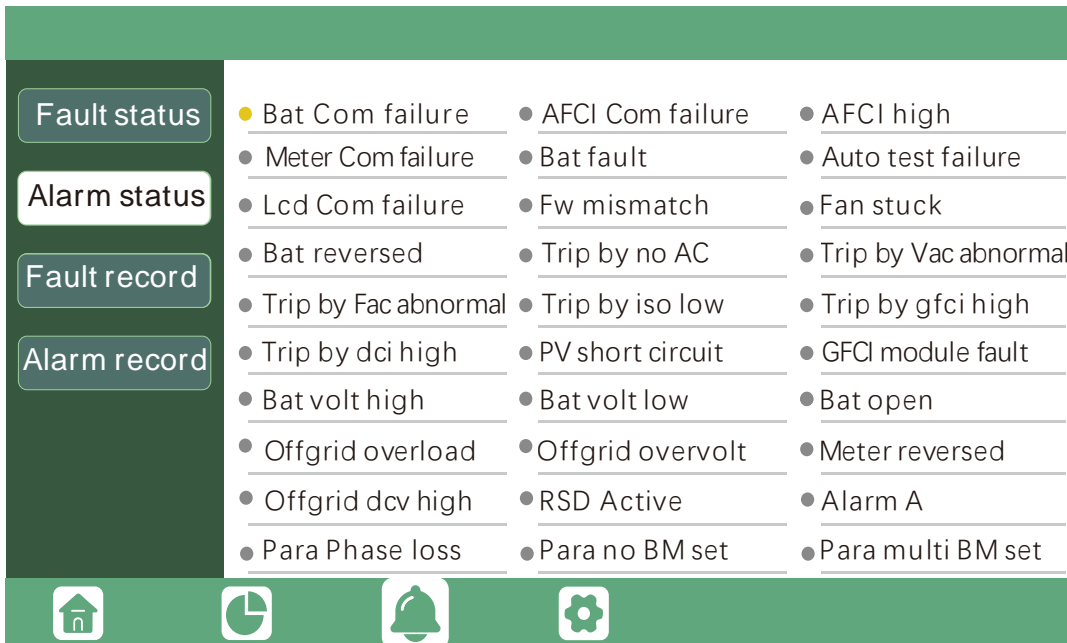 Fault status
Alarm status
Fault record
Alarm record
Bat Com failure AFCI Com failure AFCI high
Meter Com failure Bat fault Auto test failure
Lcd Com failure Fw mismatch Fan stuck
Bat reversed Trip by no AC Trip by Vac abnormal
Trip by Fac abnormal Trip by iso low Trip by gfci high
Trip by dci high PV short circuit GFCI module fault
Bat volt high Bat volt low Bat open
Offgrid overload Offgrid overvolt Meter reversed
Offgrid dcv high RSD Active Alarm A
Para Phase loss Para no BM set Para multi BM set